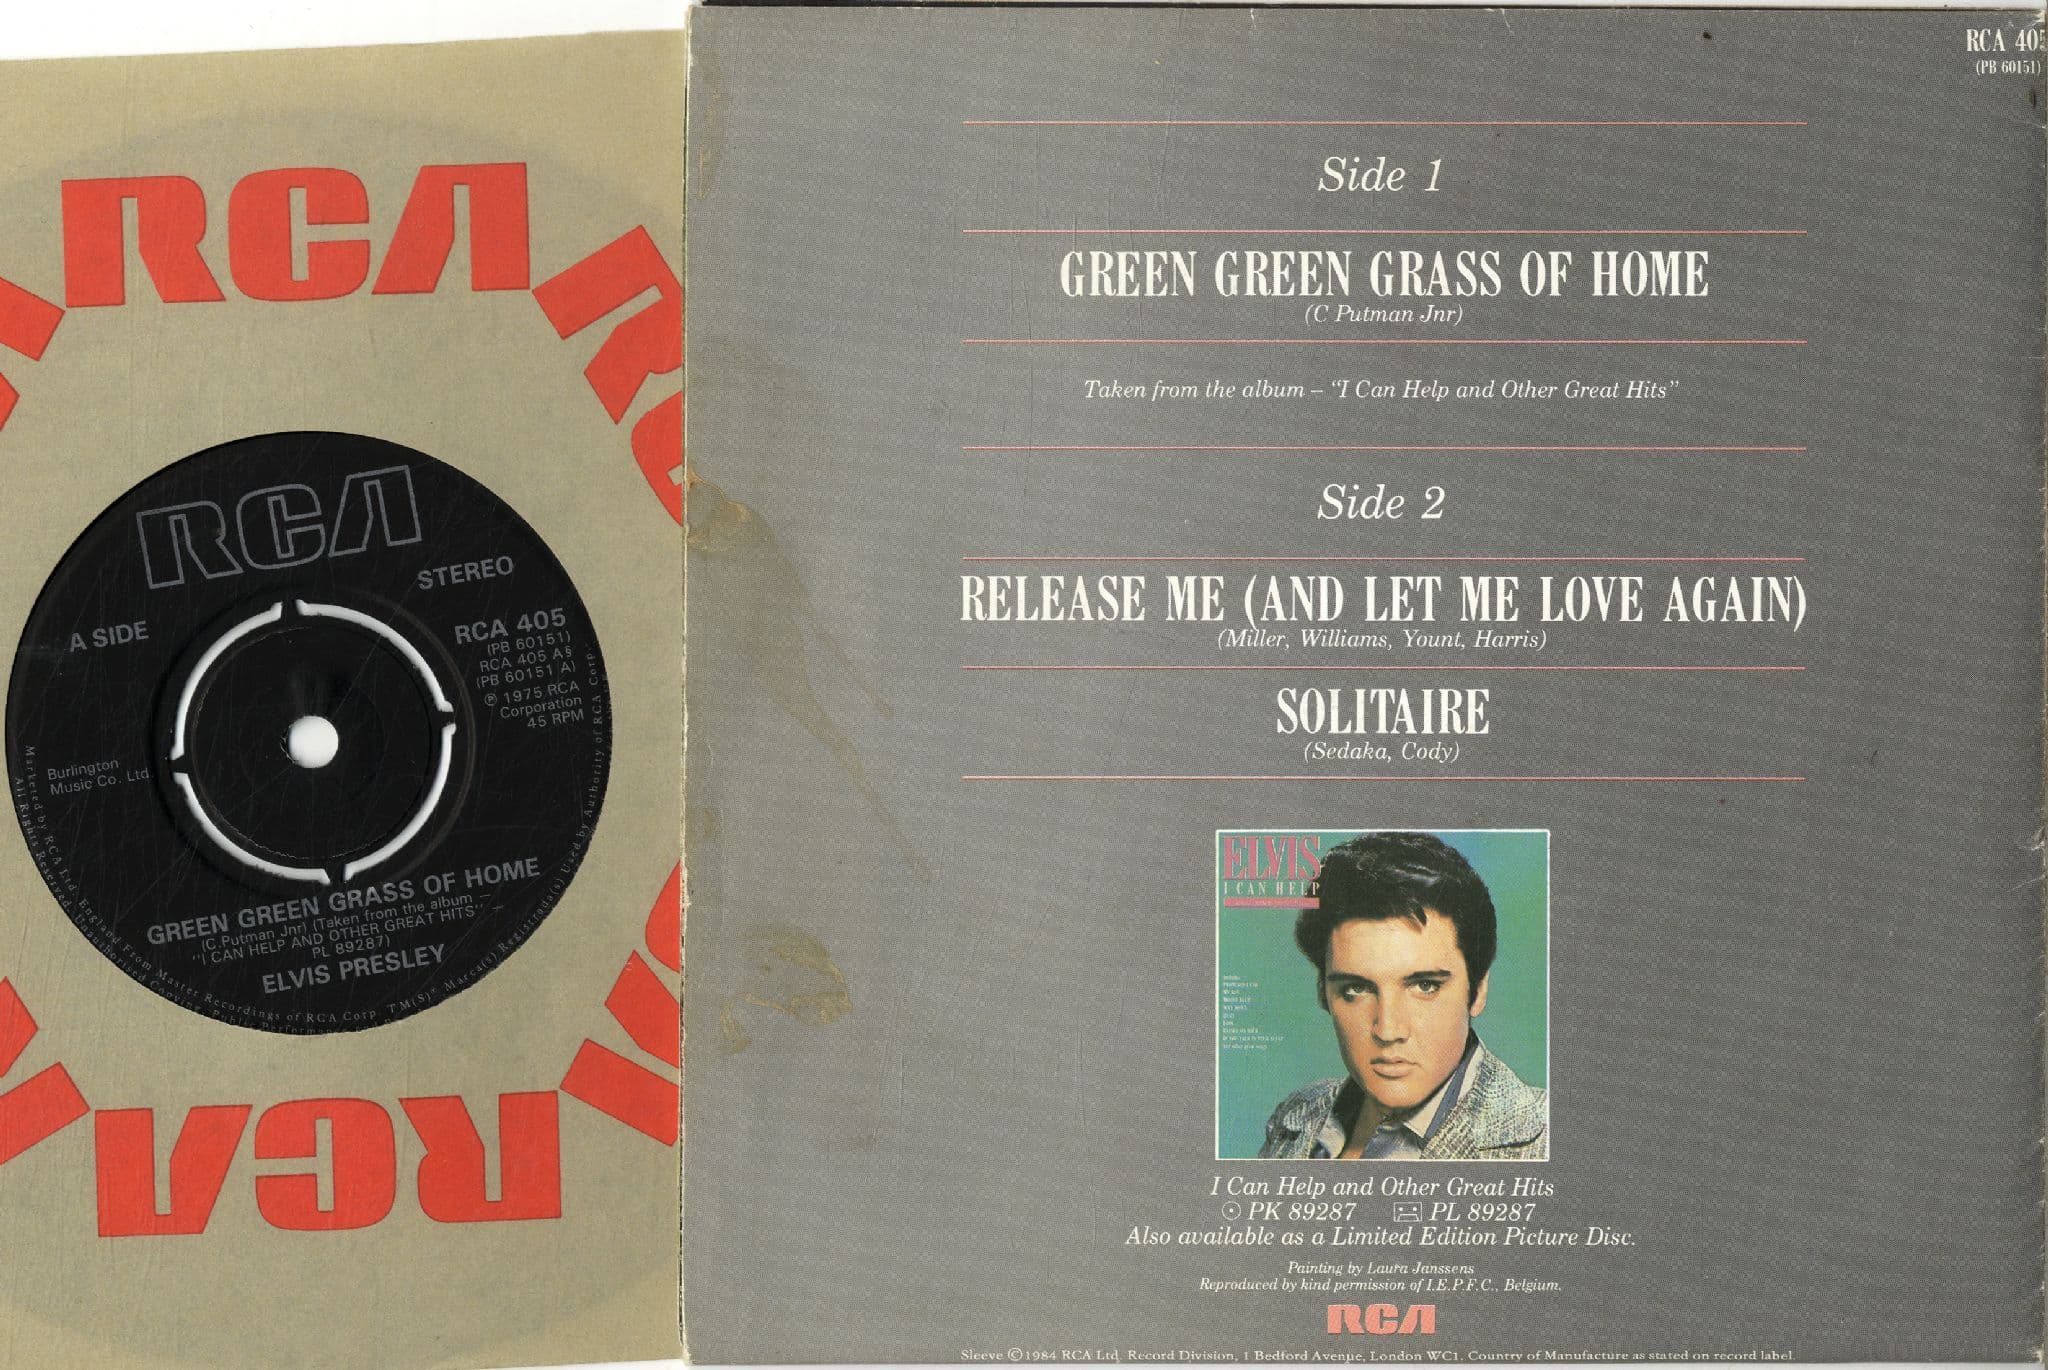 RCA
RCA
RCA
STEREO
A SIDE
RCA 405
(PB 60151)
RCA 405 A§
(PB 60151 A)
℗ 1975 RCA
Corporation
45 RPM
Burlington
Music Co. Ltd.
GREEN GREEN GRASS OF HOME
(C.Putman Jnr) (Taken from the album –
"I CAN HELP AND OTHER GREAT HITS" –
PL 89287)
ELVIS PRESLEY
RCA
RCA 405
(PB 60151)
Side 1
GREEN GREEN GRASS OF HOME
(C Putman Jnr)
Taken from the album – “I Can Help and Other Great Hits”
Side 2
RELEASE ME (AND LET ME LOVE AGAIN)
(Miller, Williams, Yount, Harris)
SOLITAIRE
(Sedaka, Cody)
ELVIS
I CAN HELP
I Can Help and Other Great Hits
PK 89287 PL 89287
Also available as a Limited Edition Picture Disc.
Painting by Laura Janssens
Reproduced by kind permission of I.E.P.F.C., Belgium.
RCA
Sleeve ©1984 RCA Ltd. Record Division, 1 Bedford Avenue, London WC1. Country of Manufacture as stated on record label.